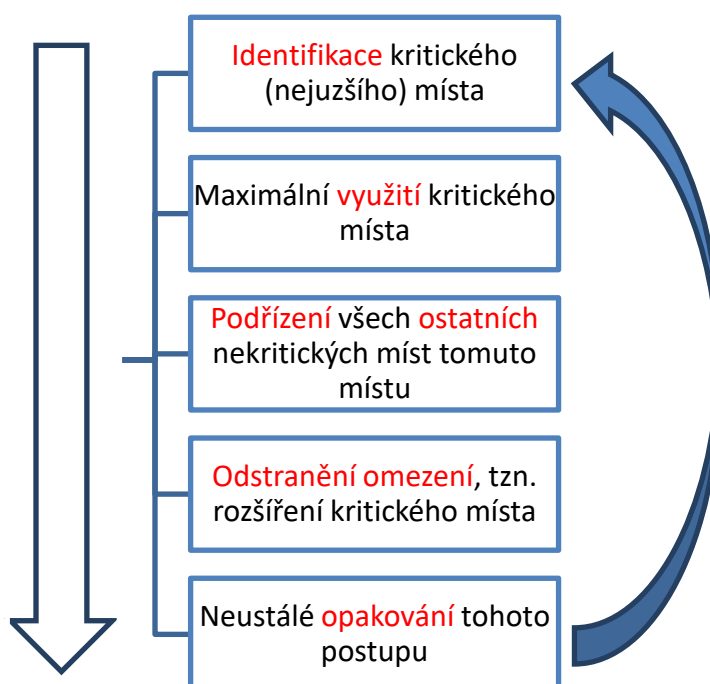 Identifikace kritického
(nejuzšího) místa
Maximální využití kritického
místa
Podřízení všech ostatních
nekritických míst tomuto
místu
Odstranění omezení, tzn.
rozšíření kritického místa
Neustálé opakování tohoto
postupu